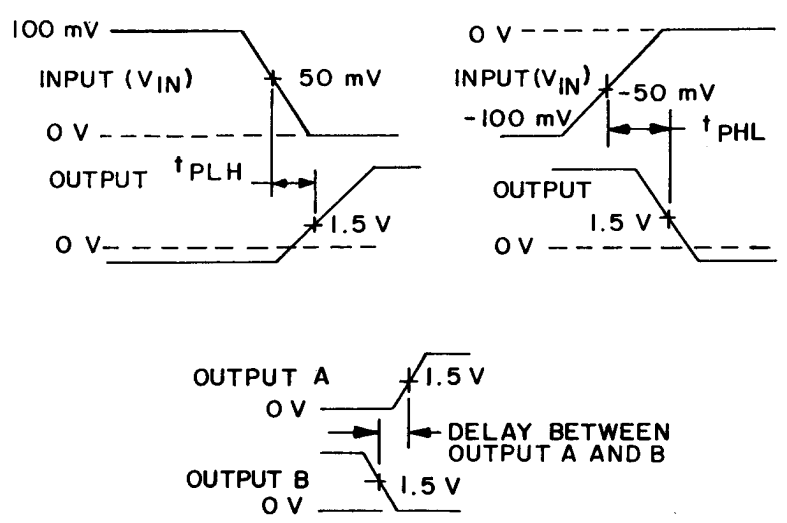 100 mV
INPUT (VIN)
50 mV
0 V
OUTPUT
tPLH
1.5 V
0 V
0 V
INPUT (VIN)
-50 mV
-100 mV
tPHL
OUTPUT
1.5 V
0 V
OUTPUT A
1.5 V
0 V
DELAY BETWEEN
OUTPUT A AND B
OUTPUT B
1.5 V
0 V